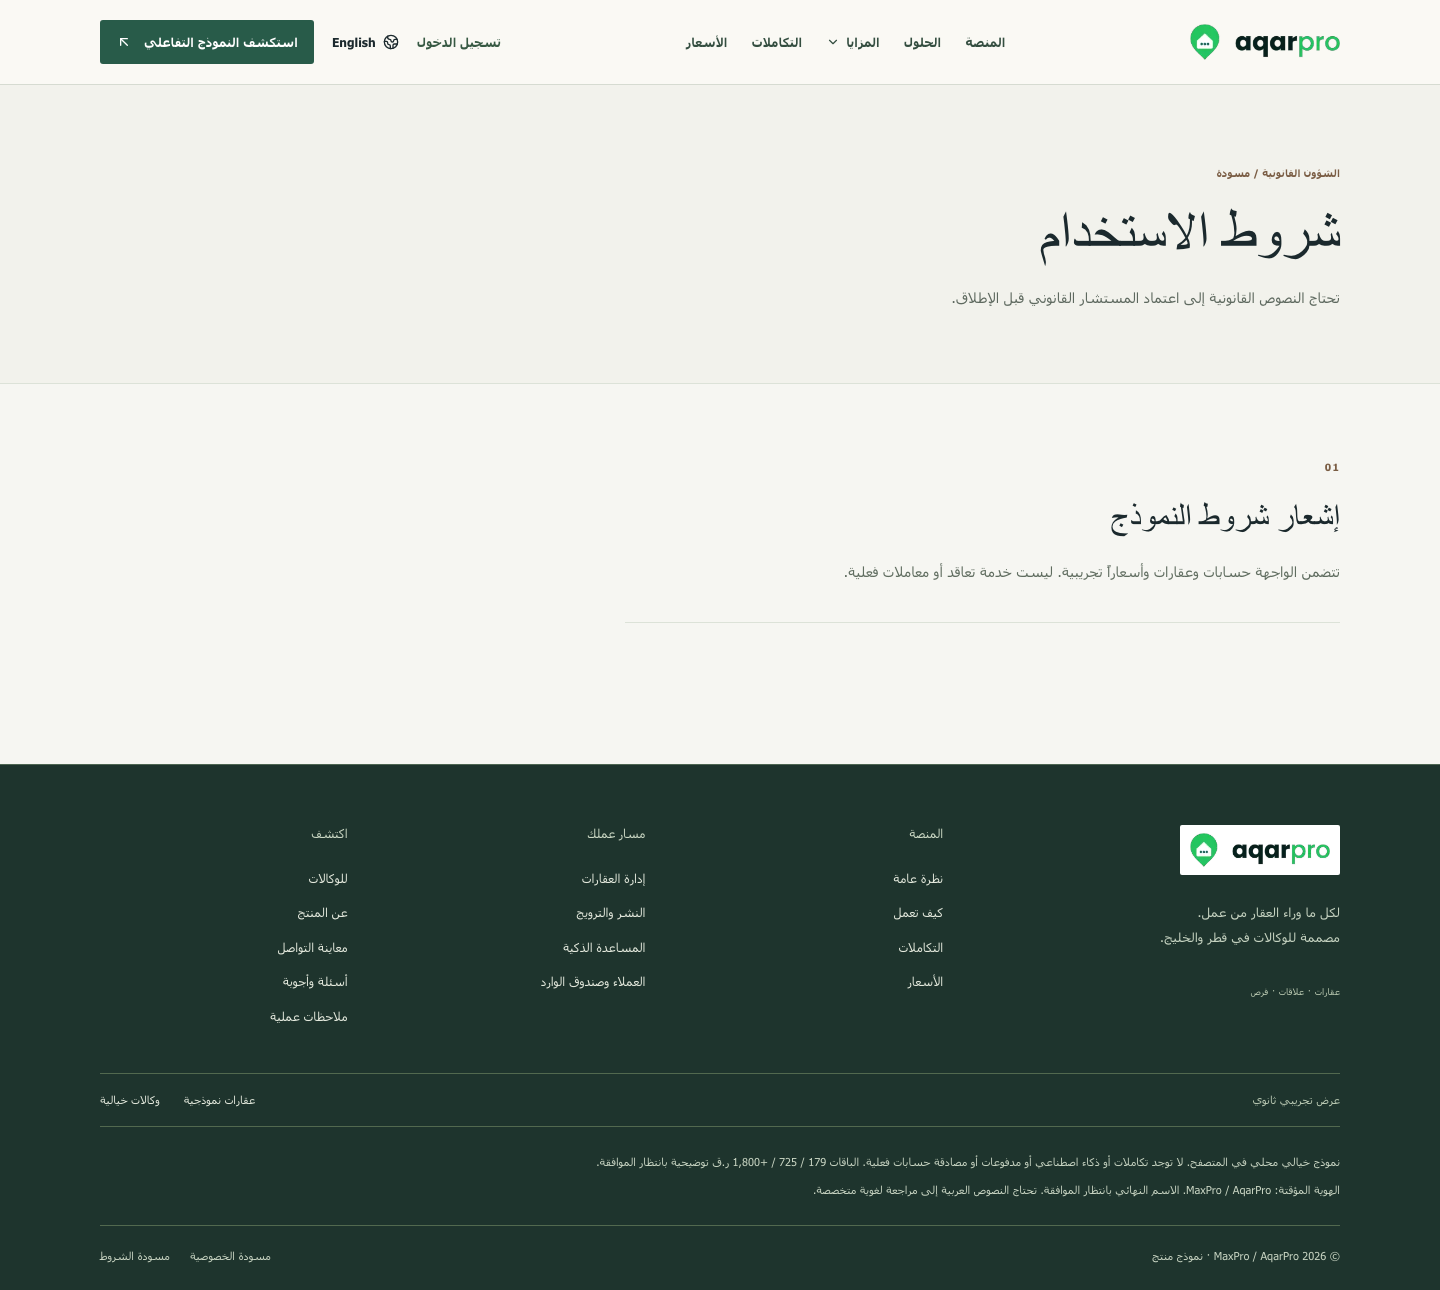 aqarpro
المنصة
الحلول
المزايا
التكاملات
الأسعار
تسجيل الدخول
English
استكشف النموذج التفاعلي
الشؤون القانونية / مسودة
شروط الاستخدام
تحتاج النصوص القانونية إلى اعتماد المستشار القانوني قبل الإطلاق.
01
إشعار شروط النموذج
تتضمن الواجهة حسابات وعقارات وأسعاراً تجريبية. ليست خدمة تعاقد أو معاملات فعلية.
aqarpro
لكل ما وراء العقار من عمل.
مصممة للوكالات في قطر والخليج.
عقارات · علاقات · فرص
المنصة
نظرة عامة
كيف تعمل
التكاملات
الأسعار
مسار عملك
إدارة العقارات
النشر والترويج
المساعدة الذكية
العملاء وصندوق الوارد
اكتشف
للوكالات
عن المنتج
معاينة التواصل
أسئلة وأجوبة
ملاحظات عملية
عرض تجريبي ثانوي
عقارات نموذجية
وكالات خيالية
نموذج خيالي محلي في المتصفح. لا توجد تكاملات أو ذكاء اصطناعي أو مدفوعات أو مصادقة حسابات فعلية. الباقات 179 / 725 / +1,800 ر.ق توضيحية بانتظار الموافقة.
الهوية المؤقتة: MaxPro / AqarPro. الاسم النهائي بانتظار الموافقة. تحتاج النصوص العربية إلى مراجعة لغوية متخصصة.
© 2026 MaxPro / AqarPro · نموذج منتج
مسودة الخصوصية
مسودة الشروط